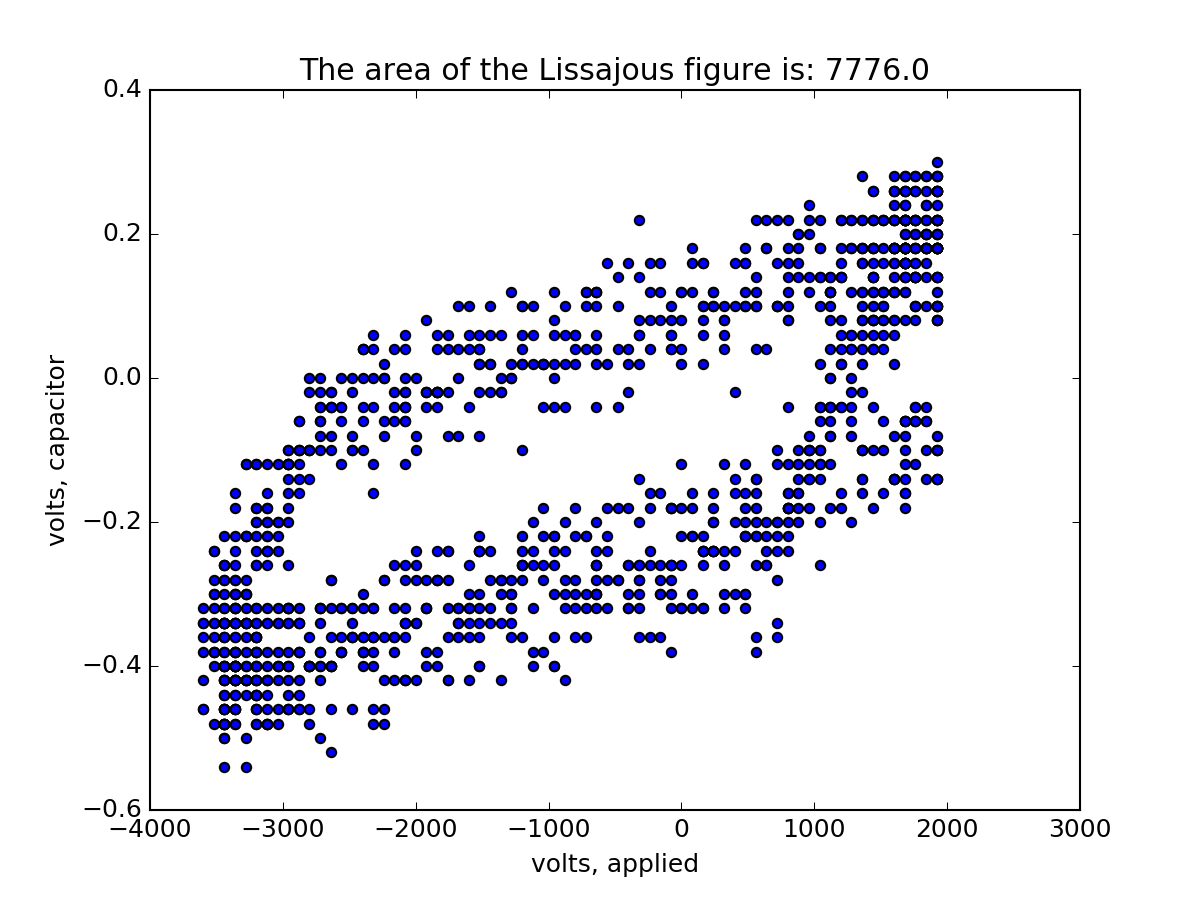 The area of the Lissajous figure is: 7776.0
0.4
0.2
0.0
−0.2
−0.4
−0.6
volts, capacitor
−4000 −3000 −2000 −1000 0 1000 2000 3000
volts, applied